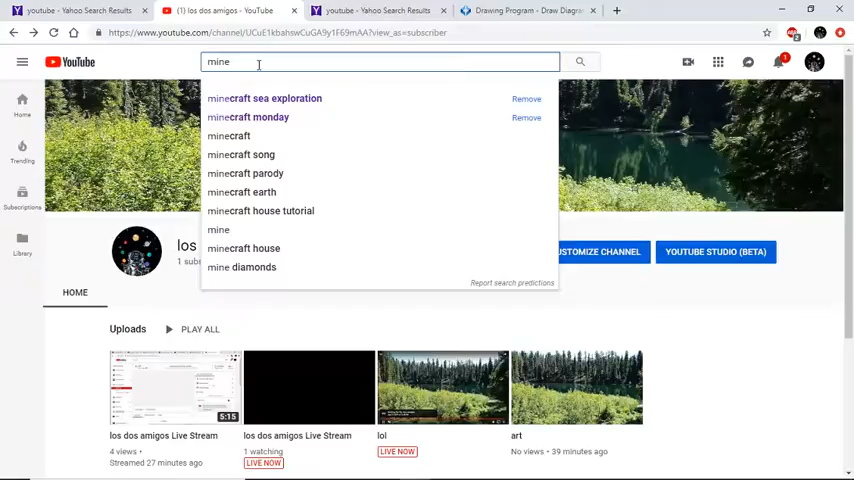 youtube - Yahoo Search Results
(1) los dos amigos - YouTube
youtube - Yahoo Search Results
Drawing Program - Draw Diagram
https://www.youtube.com/channel/UCuE1kbahswCuGA9y1F69mAA?view_as=subscriber
2
YouTube
mine
1
minecraft sea exploration Remove
minecraft monday Remove
minecraft
minecraft song
minecraft parody
minecraft earth
minecraft house tutorial
mine
minecraft house
mine diamonds
Report search predictions
Home
Trending
Subscriptions
Library
los
1 subs
CUSTOMIZE CHANNEL
YOUTUBE STUDIO (BETA)
HOME
Uploads PLAY ALL
5:15
los dos amigos Live Stream
4 views •
Streamed 27 minutes ago
los dos amigos Live Stream
1 watching
LIVE NOW
lol
LIVE NOW
art
No views • 39 minutes ago